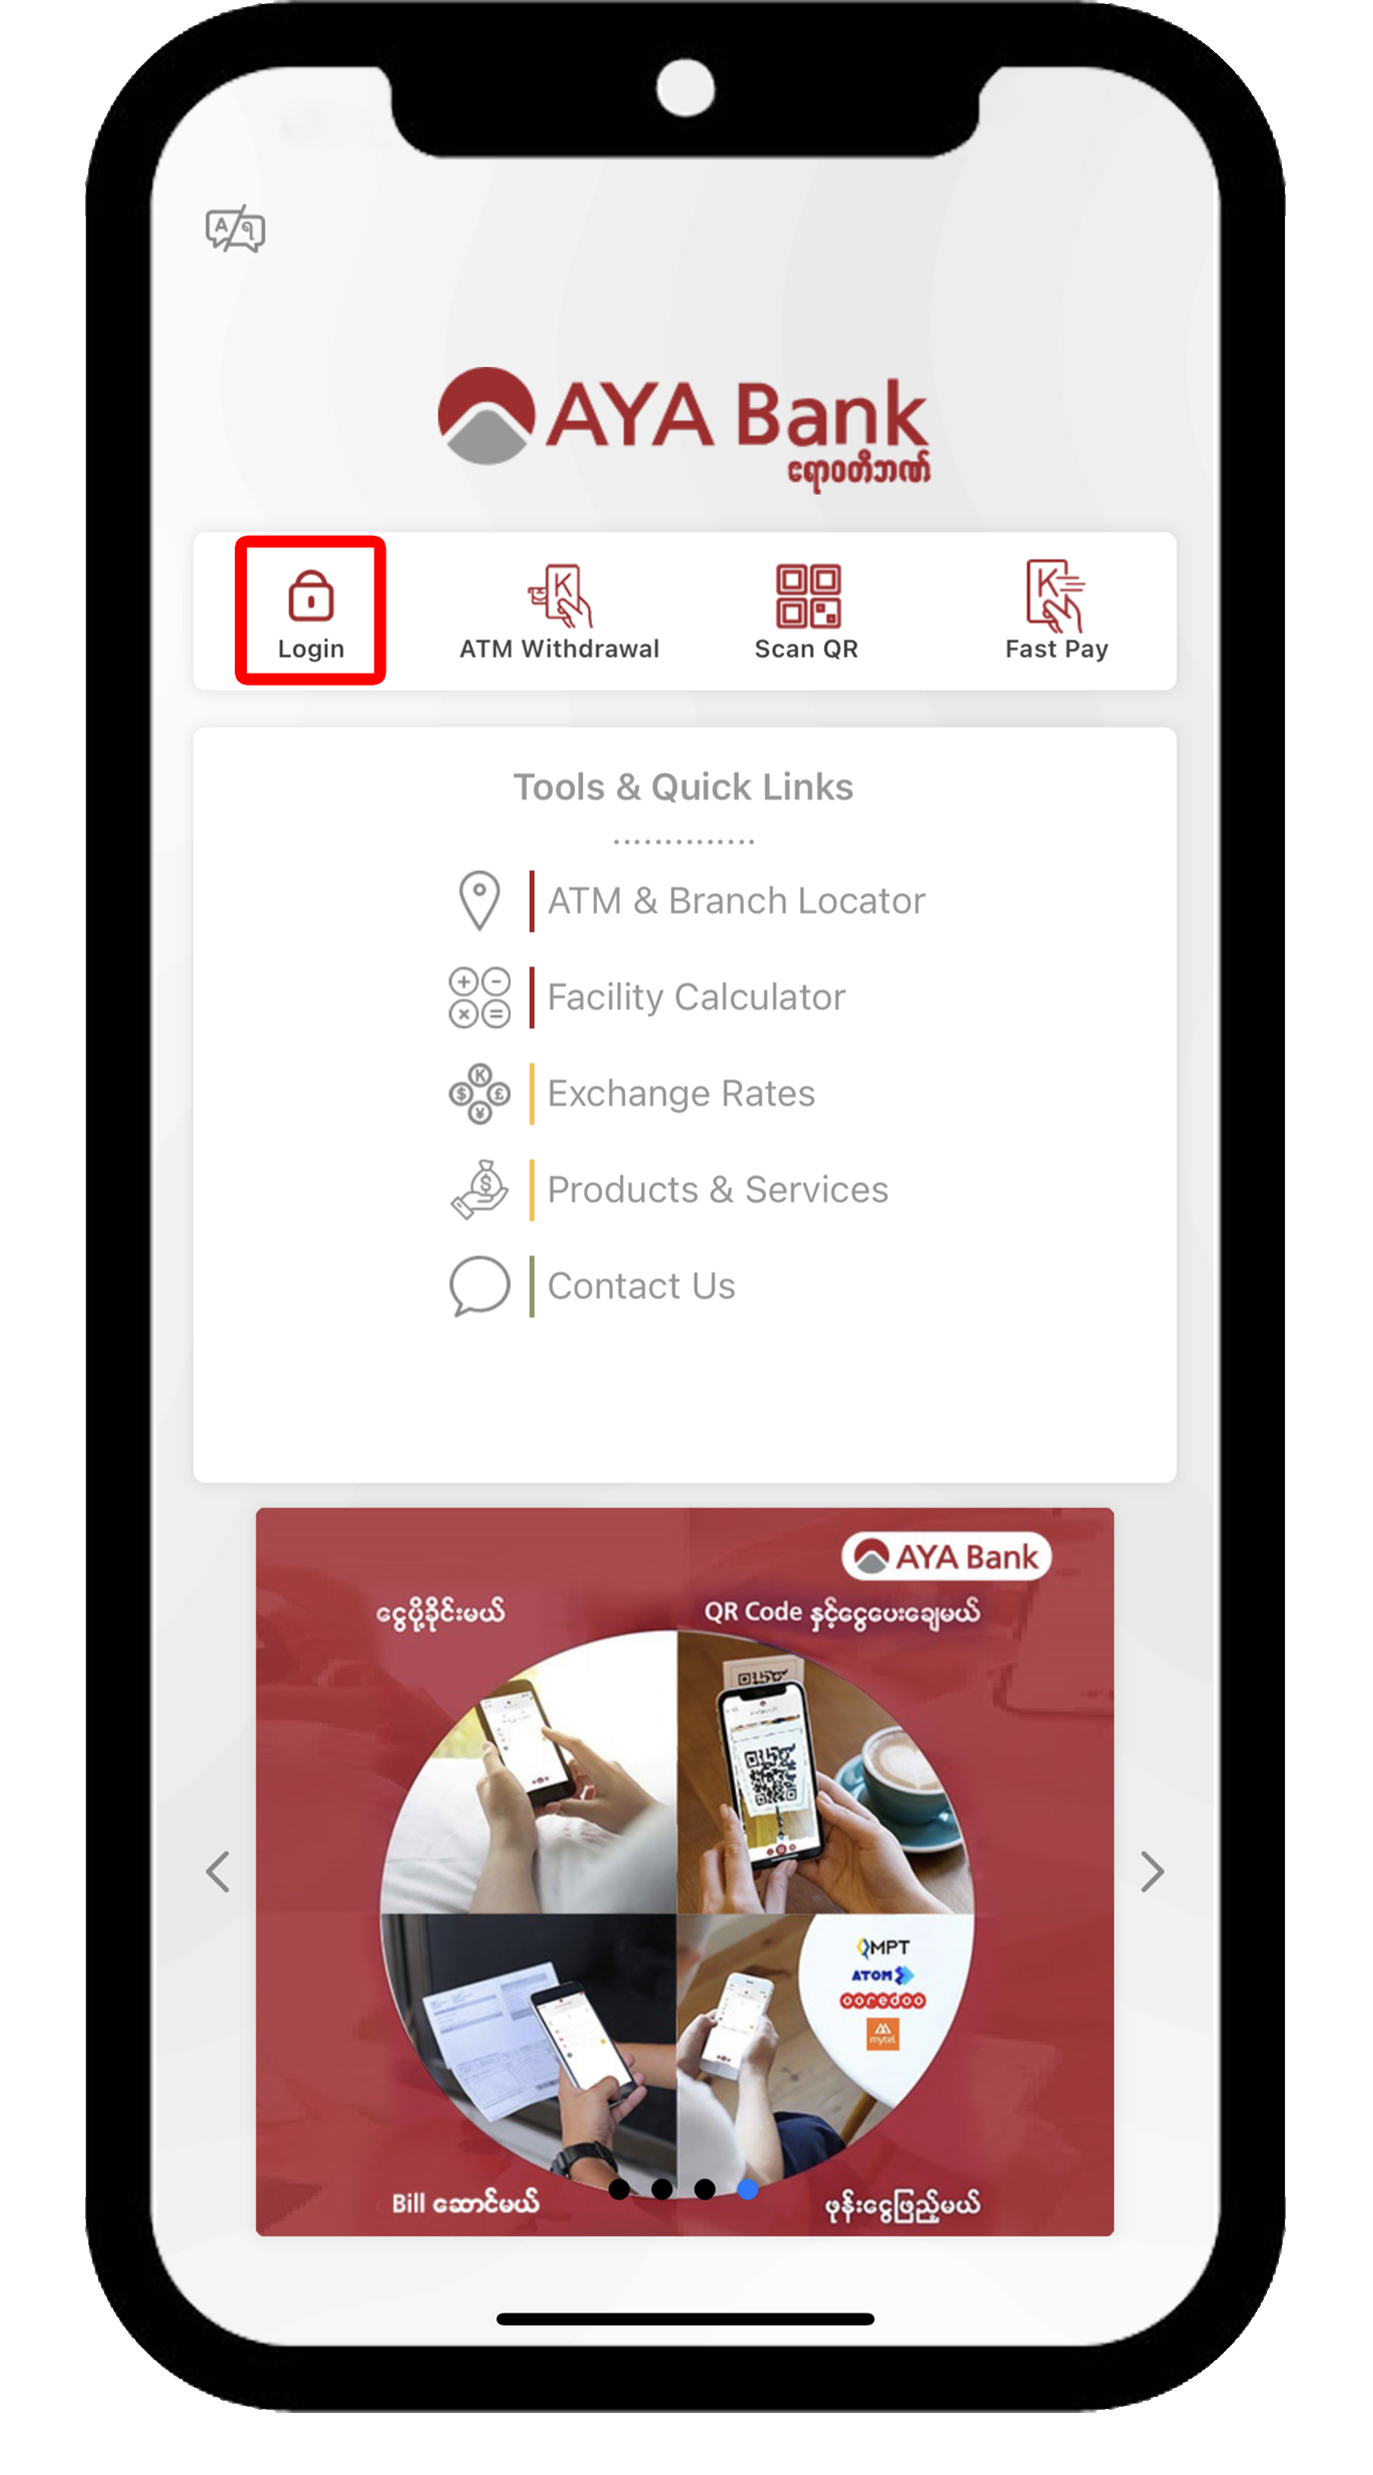 AYA Bank
ဧရာဝတီဘဏ်
Login
ATM Withdrawal
Scan QR
Fast Pay
Tools & Quick Links
ATM & Branch Locator
Facility Calculator
Exchange Rates
Products & Services
Contact Us
AYA Bank
ငွေပို့ခိုင်းမယ်
QR Code နှင့်ငွေပေးချေမယ်
MPT
ATOM
ooredoo
mytel
Bill ဆောင်မယ်
ဖုန်းငွေဖြည့်မယ်